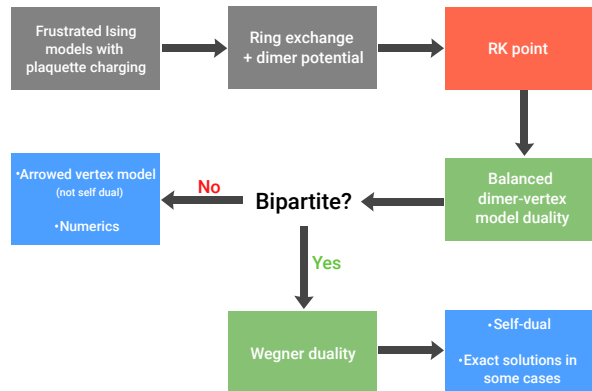 Frustrated Ising
models with
plaquette charging
Ring exchange
+ dimer potential
RK point
Balanced
dimer-vertex
model duality
Bipartite?
No
•Arrowed vertex model
(not self dual)
•Numerics
Yes
Wegner duality
•Self-dual
•Exact solutions in
some cases